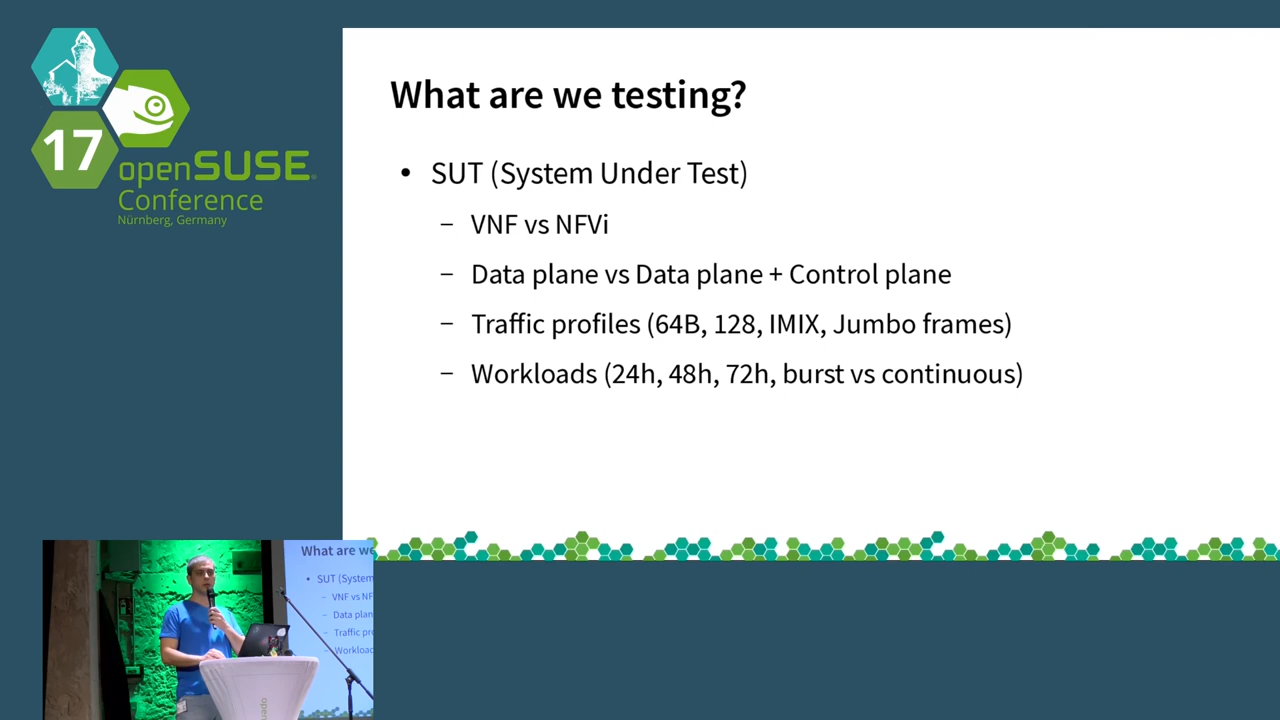 17
openSUSE®
Conference
Nürnberg, Germany
What are we testing?
• SUT (System Under Test)
– VNF vs NFVi
– Data plane vs Data plane + Control plane
– Traffic profiles (64B, 128, IMIX, Jumbo frames)
– Workloads (24h, 48h, 72h, burst vs continuous)
What are we
• SUT (System
– VNF vs NF
– Data plan
– Traffic pro
– Workload